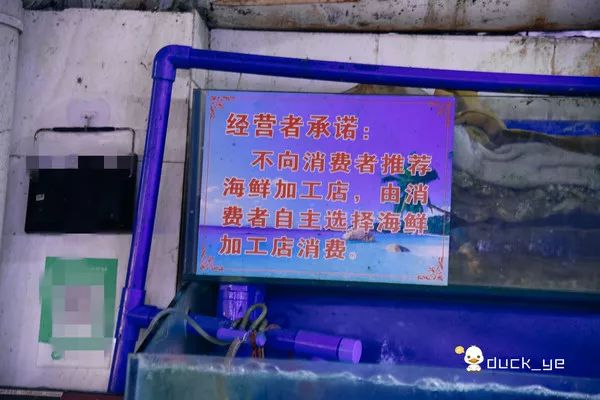 经营者承诺：
不向消费者推荐
海鲜加工店，由消
费者自主选择海鲜
加工店消费。
duck_ye